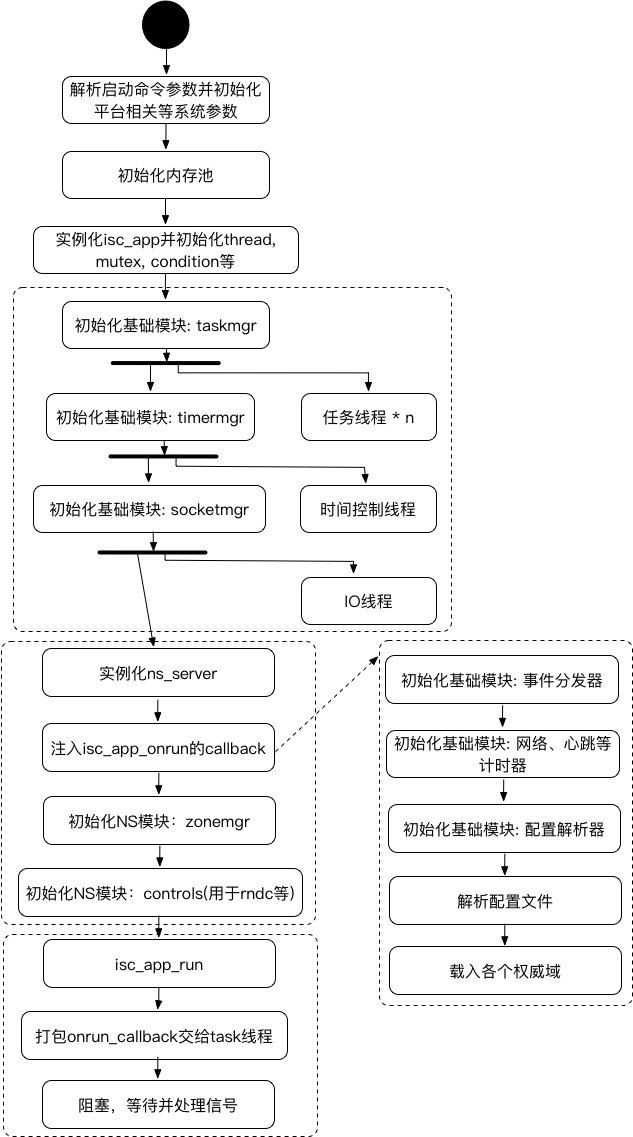 解析启动命令参数并初始化
平台相关等系统参数
初始化内存池
实例化isc_app并初始化thread,
mutex, condition等
初始化基础模块: taskmgr
初始化基础模块: timermgr
任务线程 * n
初始化基础模块: socketmgr
时间控制线程
IO线程
实例化ns_server
注入isc_app_onrun的callback
初始化NS模块：zonemgr
初始化NS模块：controls(用于rndc等)
isc_app_run
打包onrun_callback交给task线程
阻塞，等待并处理信号
初始化基础模块: 事件分发器
初始化基础模块: 网络、心跳等
计时器
初始化基础模块: 配置解析器
解析配置文件
载入各个权威域